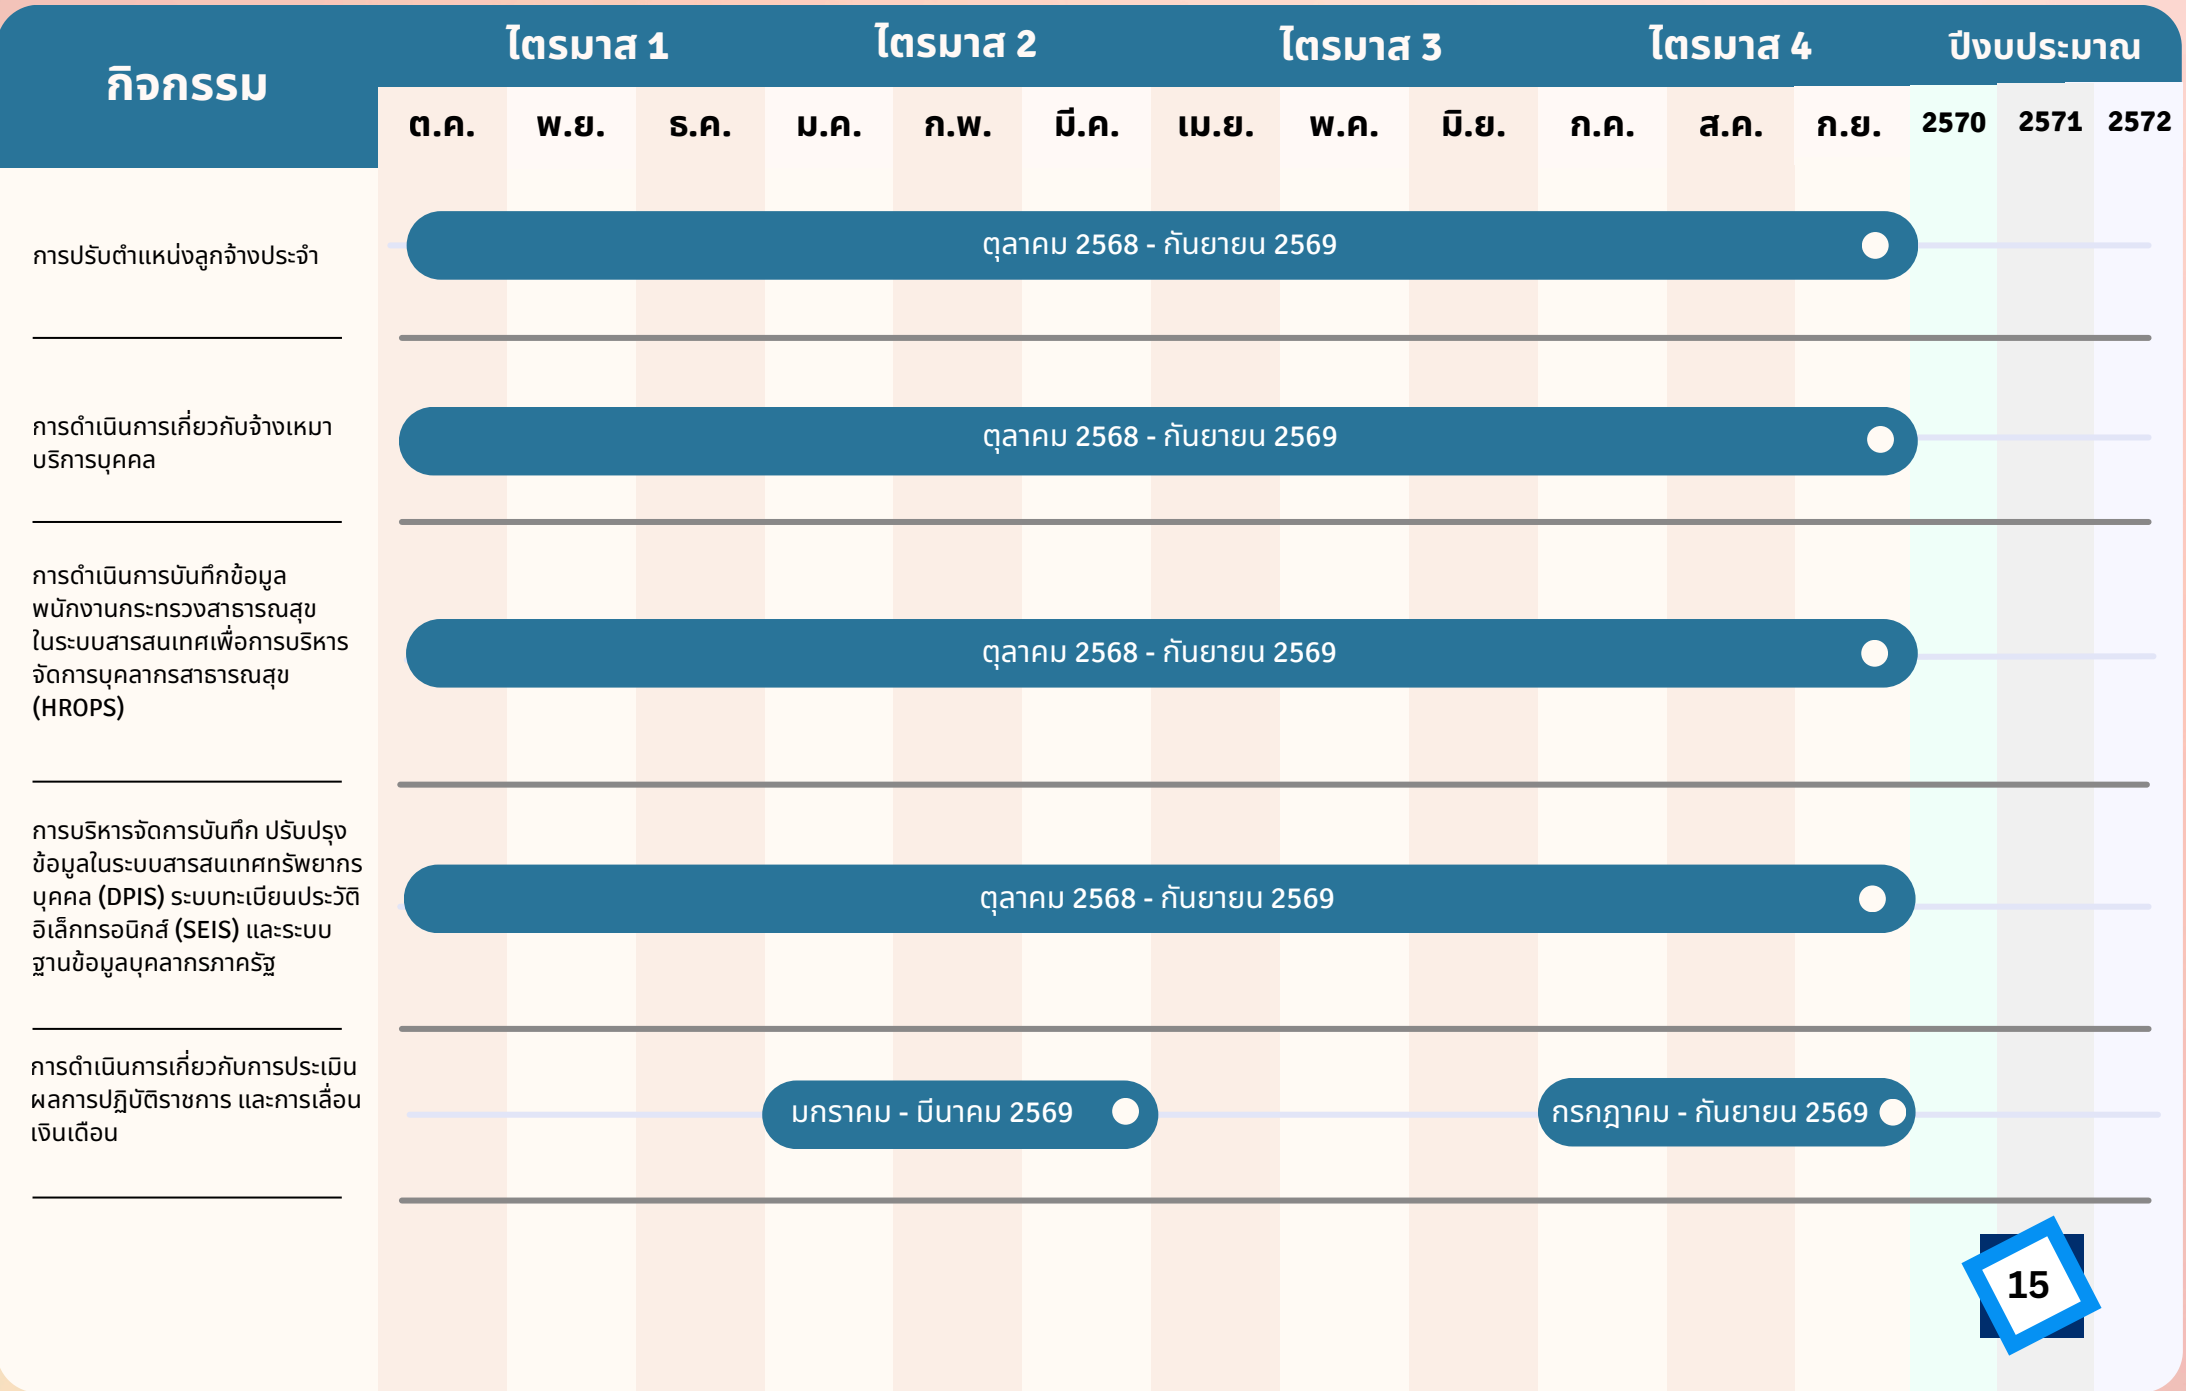 กิจกรรม
ไตรมาส 1
ไตรมาส 2
ไตรมาส 3
ไตรมาส 4
ปีงบประมาณ
ต.ค.
พ.ย.
ธ.ค.
ม.ค.
ก.พ.
มี.ค.
เม.ย.
พ.ค.
มิ.ย.
ก.ค.
ส.ค.
ก.ย.
2570
2571
2572
การปรับตำแหน่งลูกจ้างประจำ
ตุลาคม 2568 - กันยายน 2569
การดำเนินการเกี่ยวกับจ้างเหมา
บริการบุคคล
ตุลาคม 2568 - กันยายน 2569
การดำเนินการบันทึกข้อมูล
พนักงานกระทรวงสาธารณสุข
ในระบบสารสนเทศเพื่อการบริหาร
จัดการบุคลากรสาธารณสุข
(HROPS)
ตุลาคม 2568 - กันยายน 2569
การบริหารจัดการบันทึก ปรับปรุง
ข้อมูลในระบบสารสนเทศทรัพยากร
บุคคล (DPIS) ระบบทะเบียนประวัติ
อิเล็กทรอนิกส์ (SEIS) และระบบ
ฐานข้อมูลบุคลากรภาครัฐ
ตุลาคม 2568 - กันยายน 2569
การดำเนินการเกี่ยวกับการประเมิน
ผลการปฏิบัติราชการ และการเลื่อน
เงินเดือน
มกราคม - มีนาคม 2569
กรกฎาคม - กันยายน 2569
15